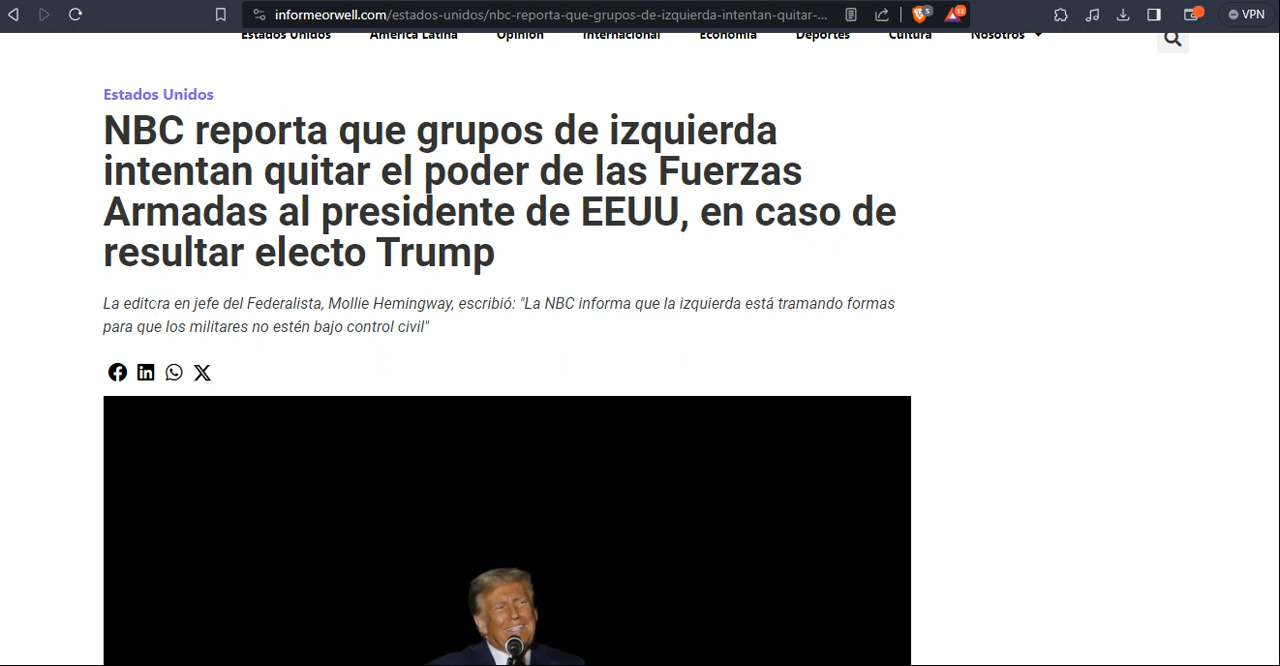 informeorwell.com/estados-unidos/nbc-reporta-que-grupos-de-izquierda-intentan-quitar-...
5
15
VPN
Estados Unidos América Latina Opinión Internacional Economía Deportes Cultura Nosotros
Estados Unidos
NBC reporta que grupos de izquierda
intentan quitar el poder de las Fuerzas
Armadas al presidente de EEUU, en caso de
resultar electo Trump
La editora en jefe del Federalista, Mollie Hemingway, escribió: "La NBC informa que la izquierda está tramando formas
para que los militares no estén bajo control civil"